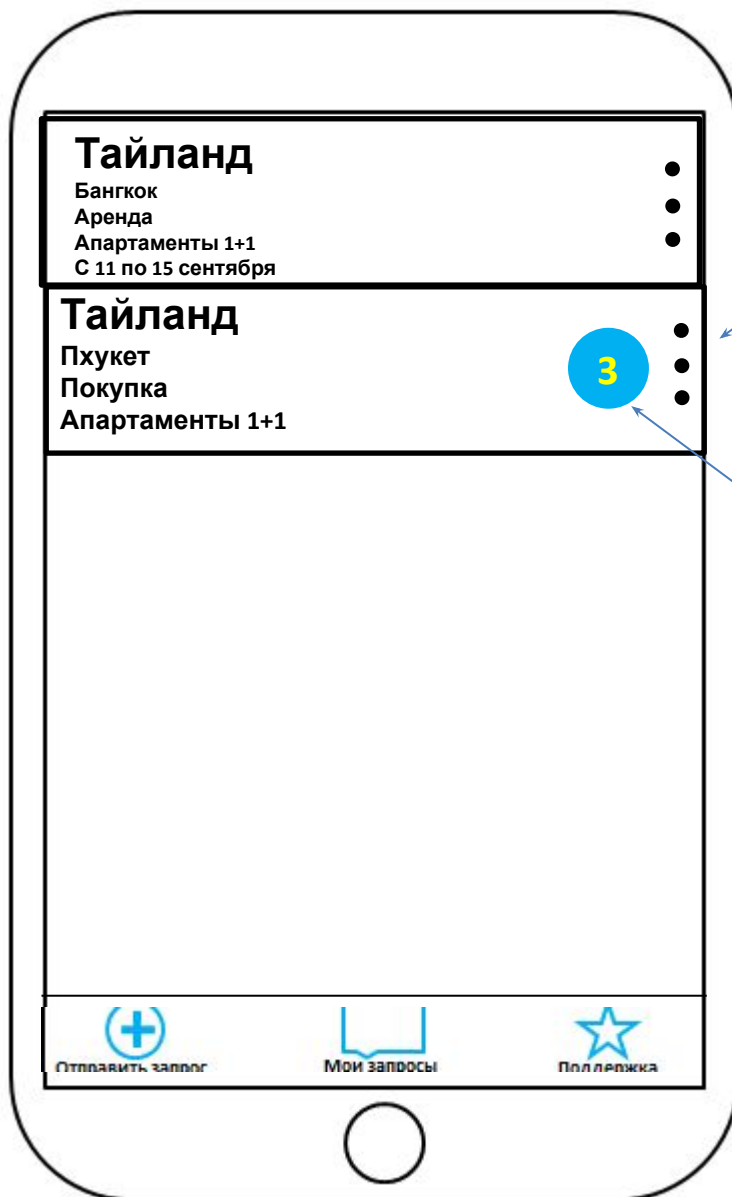 Тайланд
Бангкок
Аренда
Апартаменты 1+1
С 11 по 15 сентября
Тайланд
Пхукет
3
Покупка
Апартаменты 1+1
Отправить запрос
Мои запросы
Поддержка